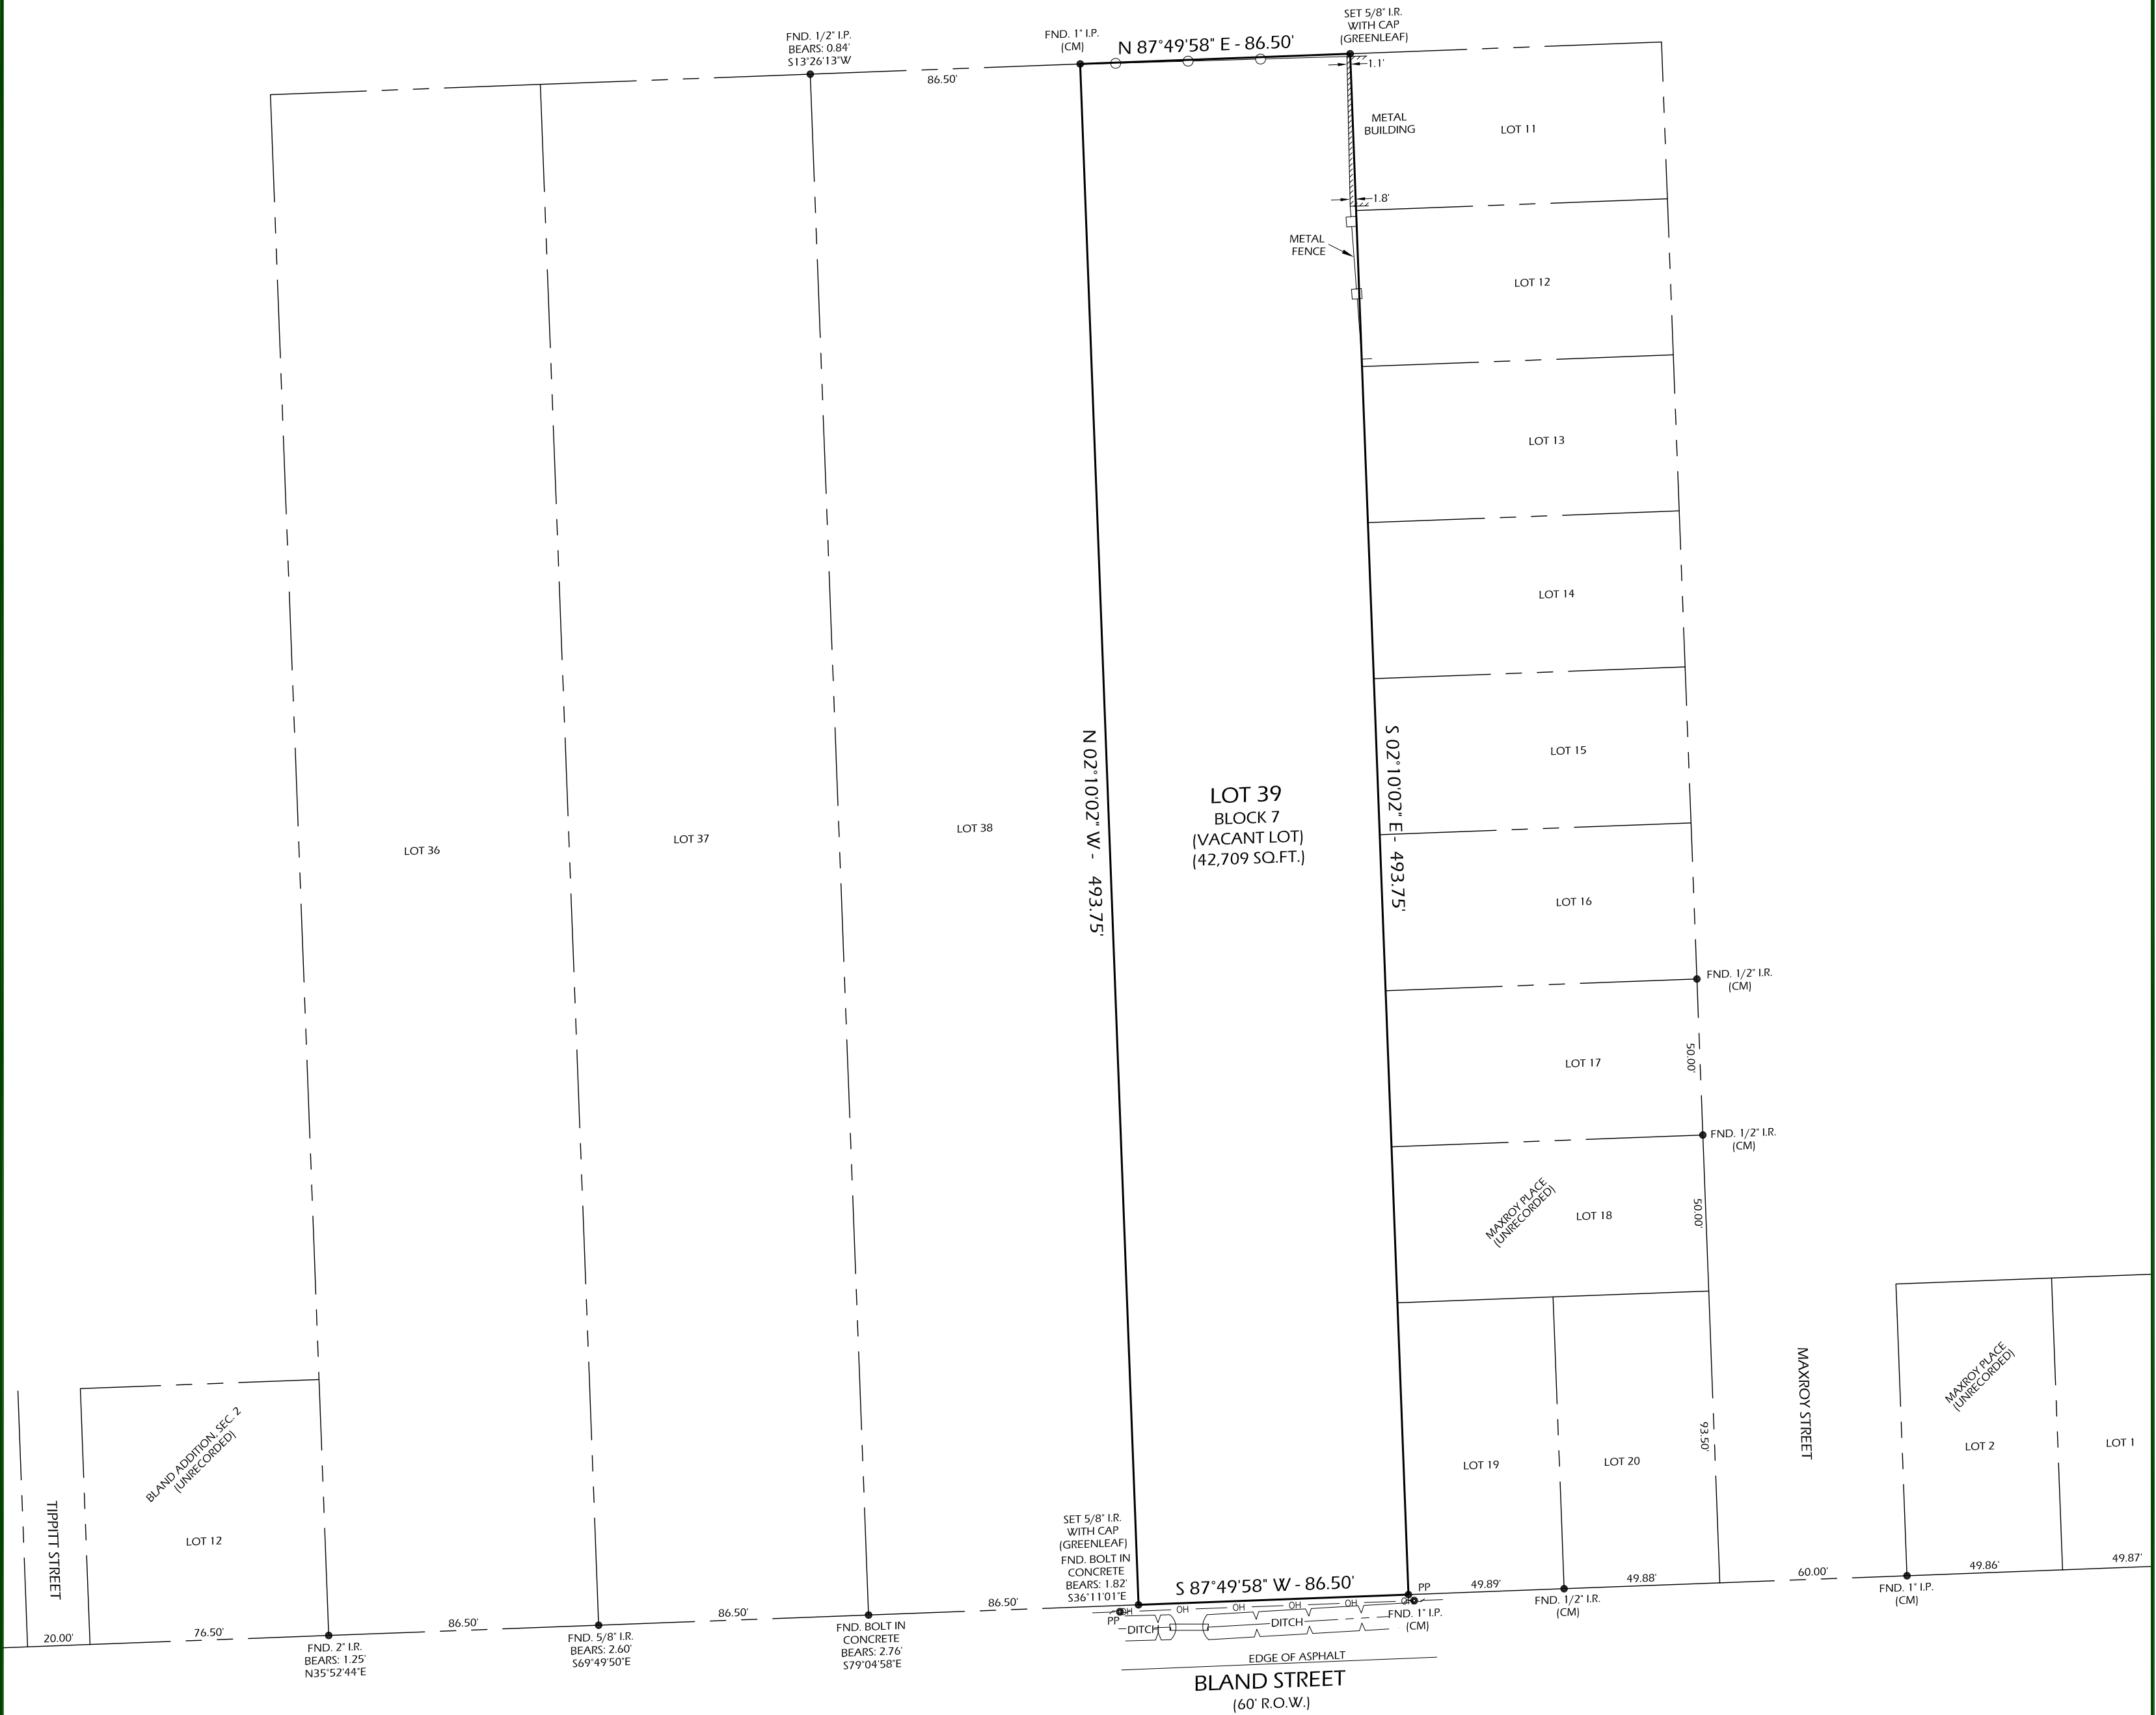 SET 5/8" I.R.
WITH CAP
(GREENLEAF)
FND. 1/2" I.P.
BEARS: 0.84'
S13°26'13"W
FND. 1" I.P.
(CM)
N 87°49'58" E - 86.50'
86.50'
1.1'
METAL
BUILDING
LOT 11
1.8'
METAL
FENCE
LOT 12
LOT 13
LOT 14
LOT 15
N 02°10'02" W - 493.75'
S 02°10'02" E - 493.75'
LOT 39
BLOCK 7
(VACANT LOT)
(42,709 SQ.FT.)
LOT 36
LOT 37
LOT 38
LOT 16
FND. 1/2" I.R.
(CM)
50.00'
LOT 17
FND. 1/2" I.R.
(CM)
MAXROY PLACE
(UNRECORDED)
LOT 18
50.00'
MAXROY STREET
MAXROY PLACE
(UNRECORDED)
93.50'
LOT 19
LOT 20
LOT 2
LOT 1
BLAND ADDITION, SEC. 2
(UNRECORDED)
TIPPITT STREET
LOT 12
SET 5/8" I.R.
WITH CAP
(GREENLEAF)
FND. BOLT IN
CONCRETE
BEARS: 1.82'
S36°11'01"E
S 87°49'58" W - 86.50'
PP
49.89'
49.88'
60.00'
49.86'
49.87'
FND. 1" I.P.
(CM)
FND. 1/2" I.R.
(CM)
20.00'
76.50'
86.50'
86.50'
86.50'
PP
OH
OH
OH
OH
OH
OH
FND. 1" I.P.
(CM)
DITCH
DITCH
FND. 2" I.R.
BEARS: 1.25'
N35°52'44"E
FND. 5/8" I.R.
BEARS: 2.60'
S69°49'50"E
FND. BOLT IN
CONCRETE
BEARS: 2.76'
S79°04'58"E
EDGE OF ASPHALT
BLAND STREET
(60' R.O.W.)